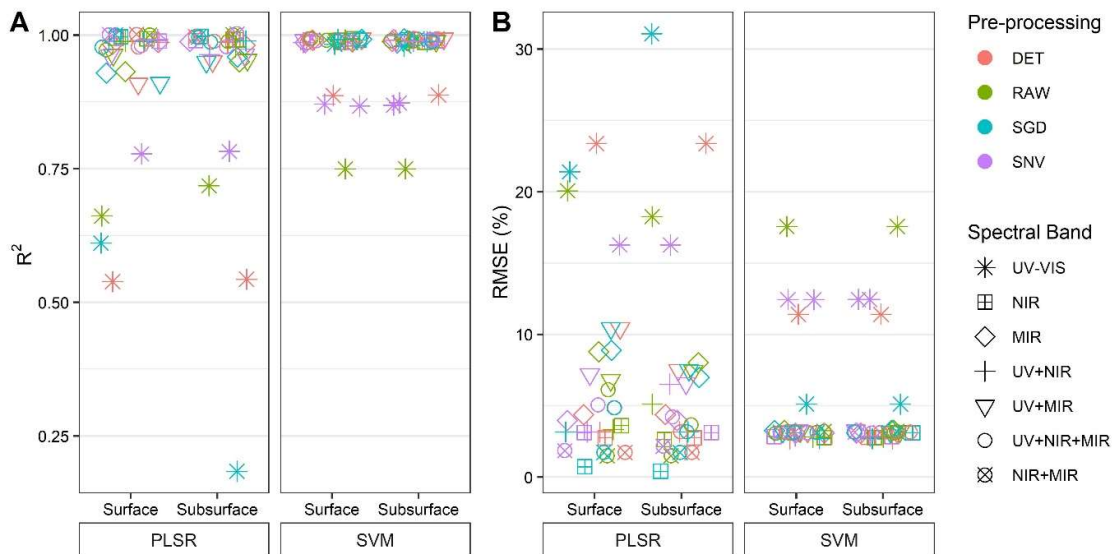 A
R²
1.00
0.75
0.50
0.25
Surface Subsurface Surface Subsurface
PLSR SVM
B
RMSE (%)
30
20
10
0
Surface Subsurface Surface Subsurface
PLSR SVM
Pre-processing
DET
RAW
SGD
SNV
Spectral Band
UV-VIS
NIR
MIR
UV+NIR
UV+MIR
UV+NIR+MIR
NIR+MIR